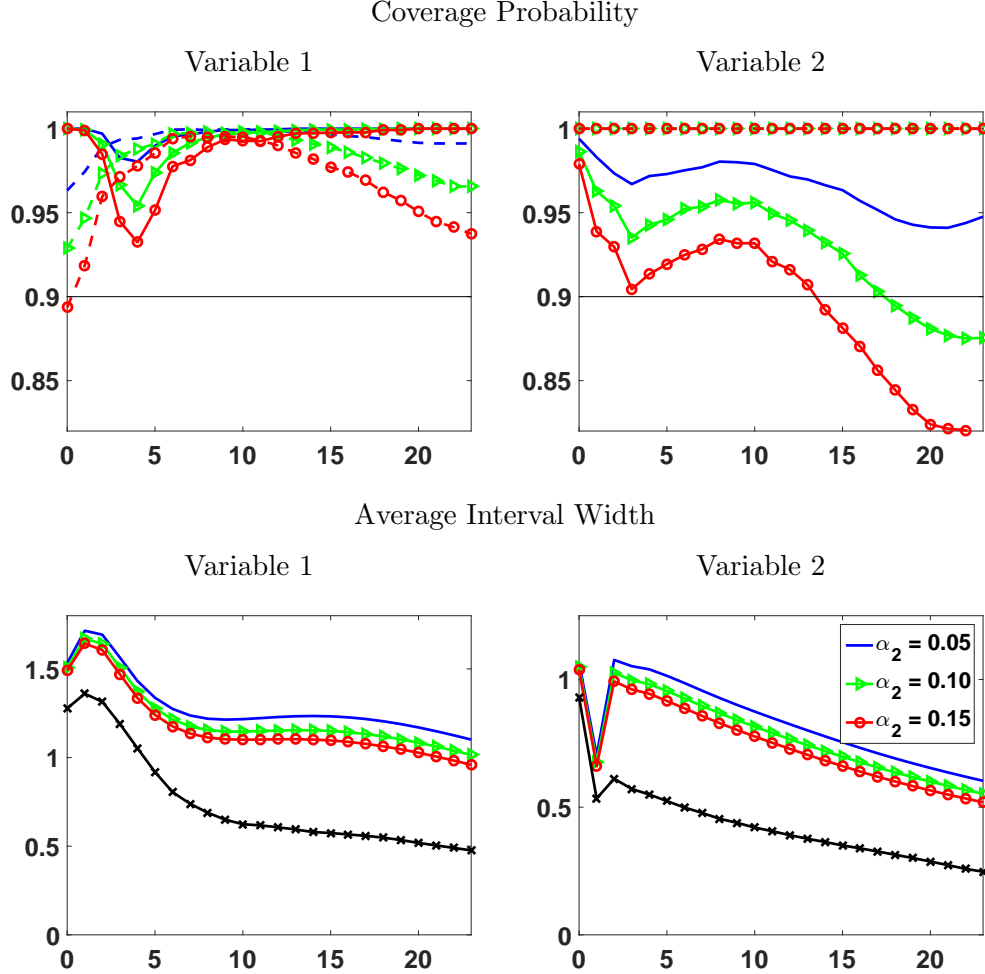 Coverage Probability
Variable 1
Variable 2
1
0.95
0.9
0.85
0 5 10 15 20
1
0.95
0.9
0.85
0 5 10 15 20
Average Interval Width
Variable 1
Variable 2
1.5
1
0.5
0
0 5 10 15 20
1
0.5
0
0 5 10 15 20
α2 = 0.05
α2 = 0.10
α2 = 0.15